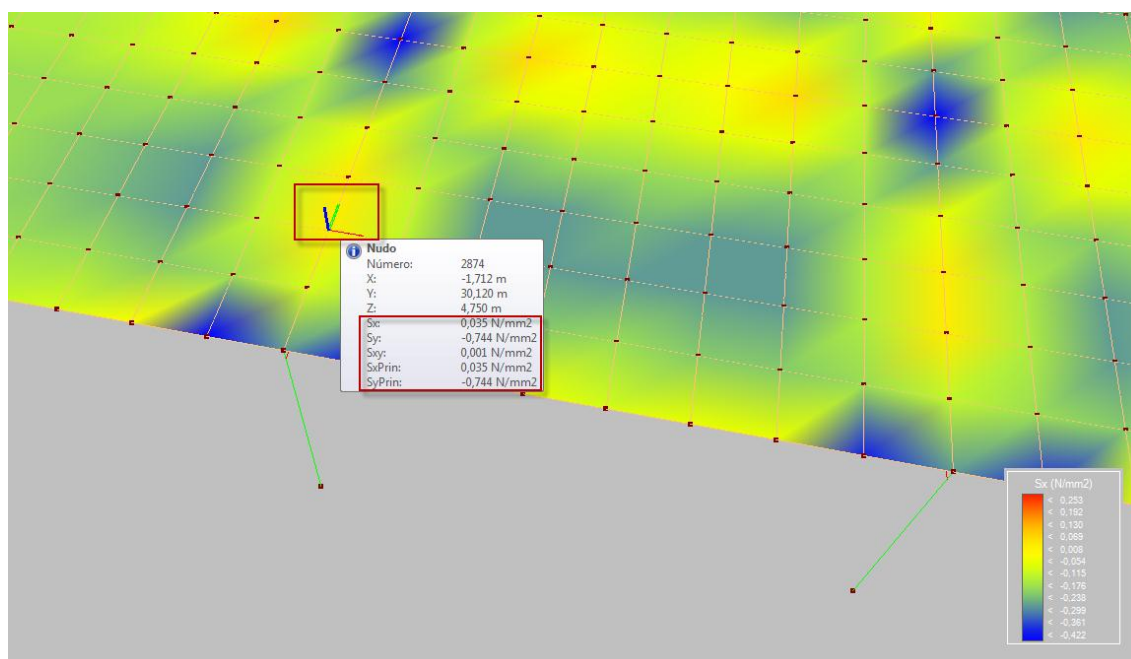 Nudo
Número: 2874
X: -1,712 m
Y: 30,120 m
Z: 4,750 m
Sx: 0,035 N/mm2
Sy: -0,744 N/mm2
Sxy: 0,001 N/mm2
SxPrin: 0,035 N/mm2
SyPrin: -0,744 N/mm2
Sx (N/mm2)
< 0,253
< 0,192
< 0,130
< 0,069
< 0,008
< -0,054
< -0,115
< -0,176
< -0,238
< -0,299
< -0,361
< -0,422